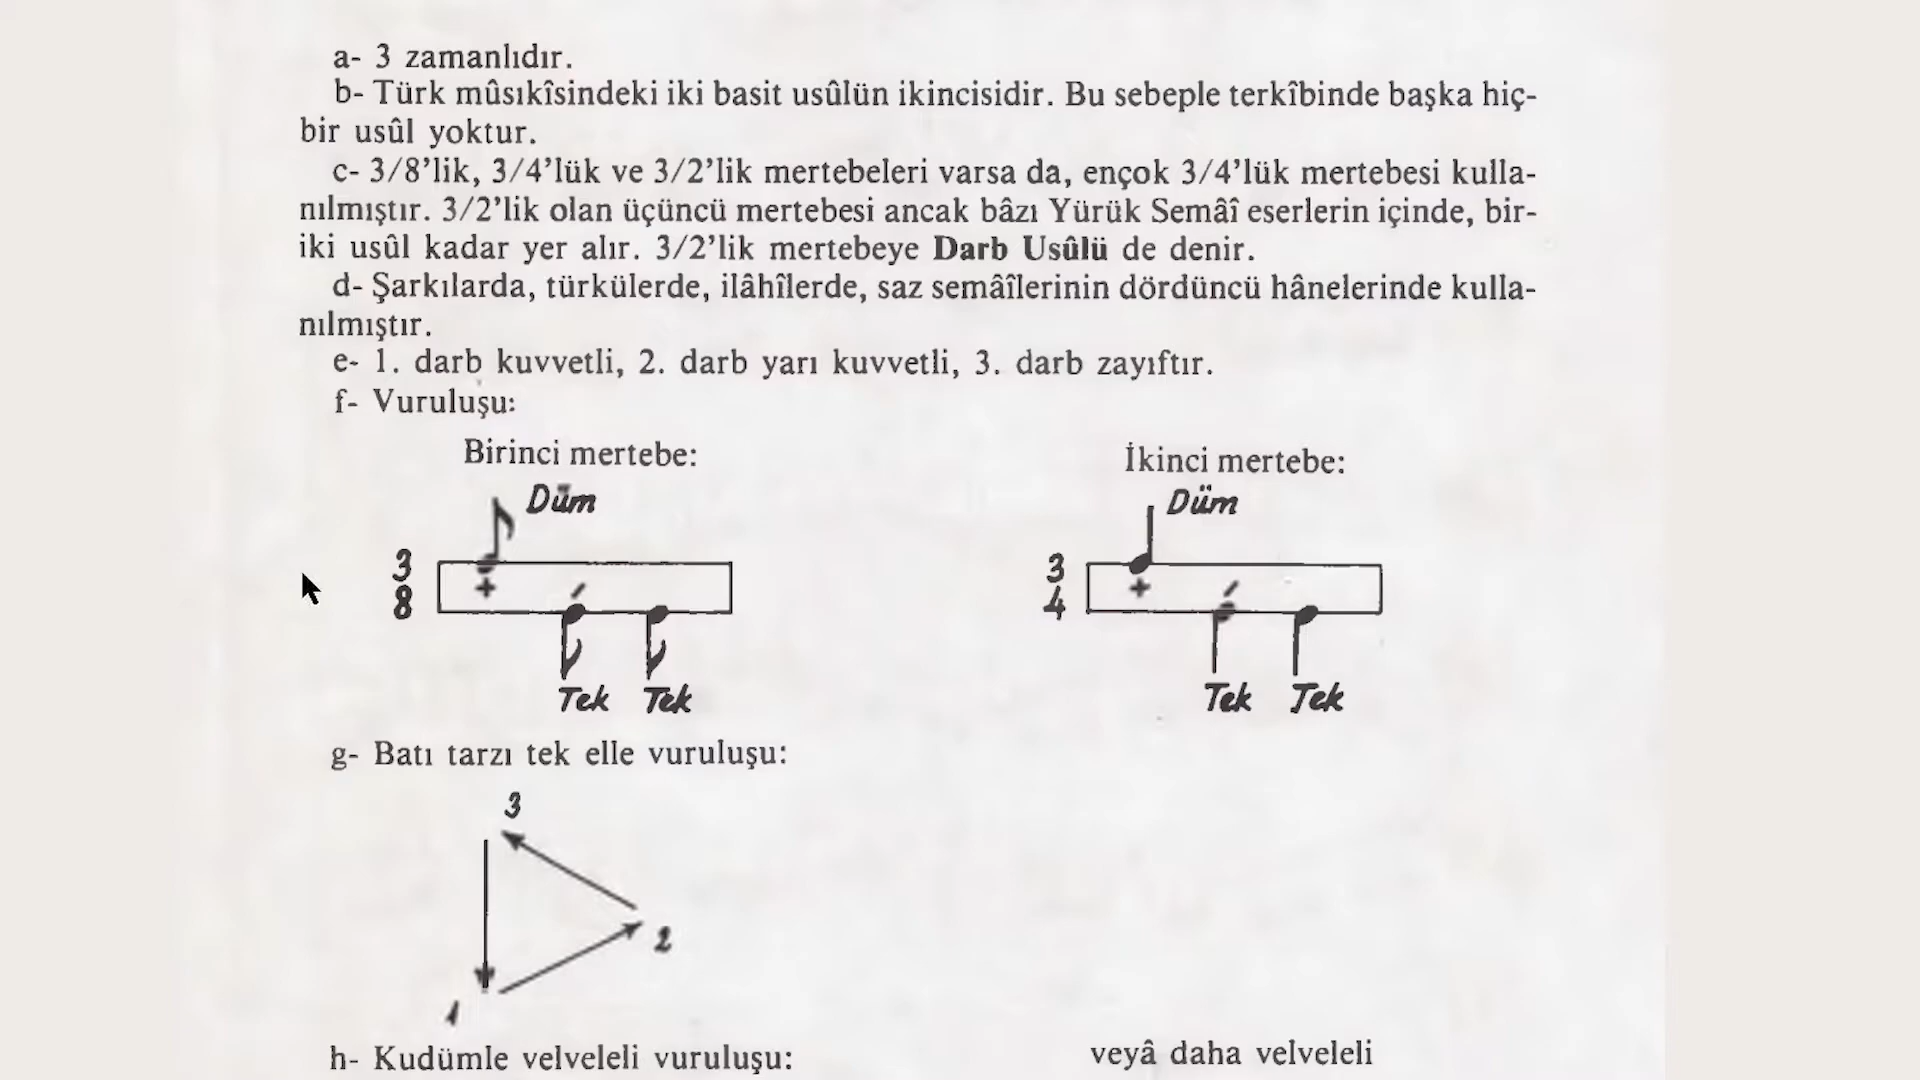 a- 3 zamanlıdır.
b- Türk mûsıkîsindeki iki basit usûlün ikincisidir. Bu sebeple terkîbinde başka hiç-
bir usûl yoktur.
c- 3/8’lik, 3/4’lük ve 3/2’lik mertebeleri varsa da, ençok 3/4’lük mertebesi kulla-
nılmıştır. 3/2’lik olan üçüncü mertebesi ancak bâzı Yürük Semâî eserlerin içinde, bir-
iki usûl kadar yer alır. 3/2’lik mertebeye Darb Usûlü de denir.
d- Şarkılarda, türkülerde, ilâhîlerde, saz semâîlerinin dördüncü hânelerinde kulla-
nılmıştır.
e- 1. darb kuvvetli, 2. darb yarı kuvvetli, 3. darb zayıftır.
f- Vuruluşu:
Birinci mertebe:
Düm
3
8
Tek Tek
İkinci mertebe:
Düm
3
4
Tek Tek
g- Batı tarzı tek elle vuruluşu:
3
2
1
h- Kudümle velveleli vuruluşu:
veyâ daha velveleli